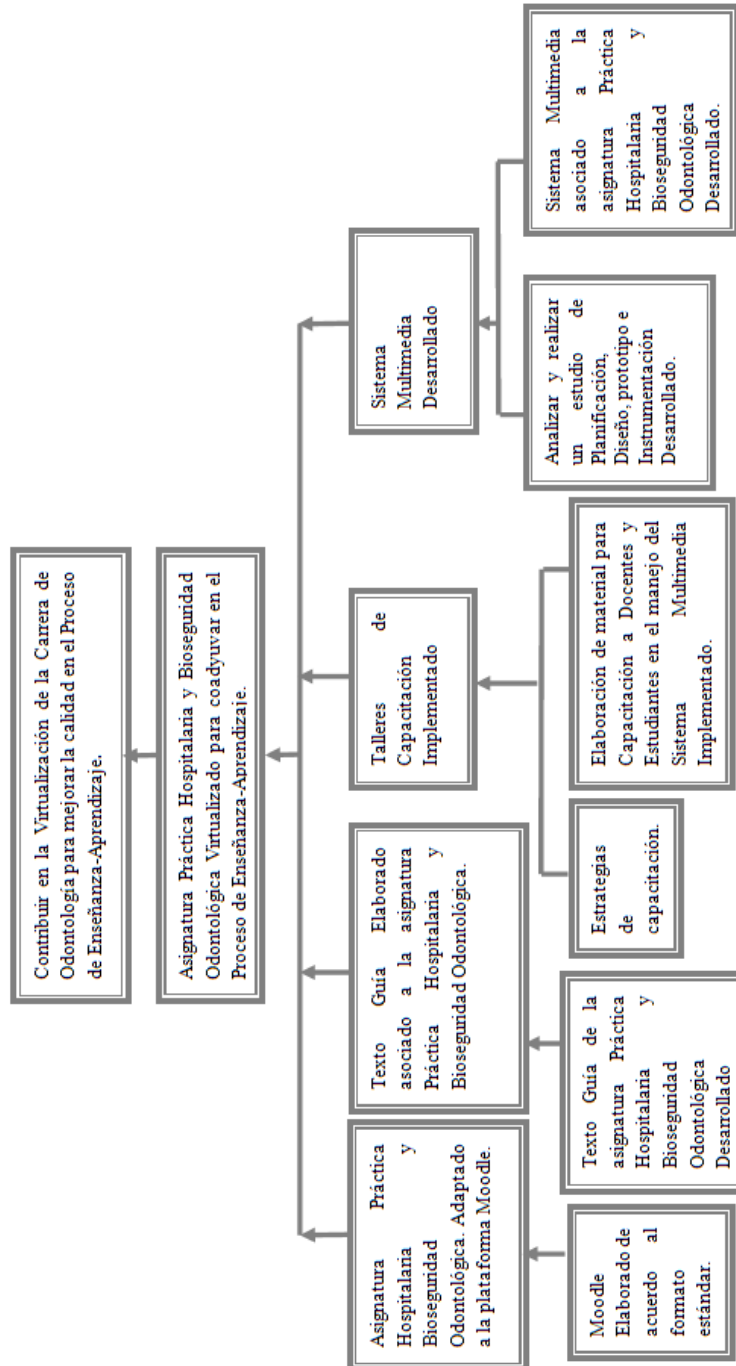 Contribuir en la Virtualización de la Carrera de
Odontología para mejorar la calidad en el Proceso
de Enseñanza-Aprendizaje.
Asignatura Práctica Hospitalaria y Bioseguridad
Odontológica Virtualizado para coadyuvar en el
Proceso de Enseñanza-Aprendizaje.
Asignatura Práctica
Hospitalaria y
Bioseguridad
Odontológica. Adaptado
a la plataforma Moodle.
Texto Guía Elaborado
asociado a la asignatura
Práctica Hospitalaria y
Bioseguridad Odontológica.
Talleres de
Capacitación
Implementado
Sistema
Multimedia
Desarrollado
Moodle
Elaborado de
acuerdo al
formato
estándar.
Texto Guía de la
asignatura Práctica
Hospitalaria y
Bioseguridad
Odontológica
Desarrollado
Estrategias
de
capacitación.
Elaboración de material para
Capacitación a Docentes y
Estudiantes en el manejo del
Sistema Multimedia
Implementado.
Analizar y realizar
un estudio de
Planificación,
Diseño, prototipo e
Instrumentación
Desarrollado.
Sistema Multimedia
asociado a la
asignatura Práctica
Hospitalaria y
Bioseguridad
Odontológica
Desarrollado.